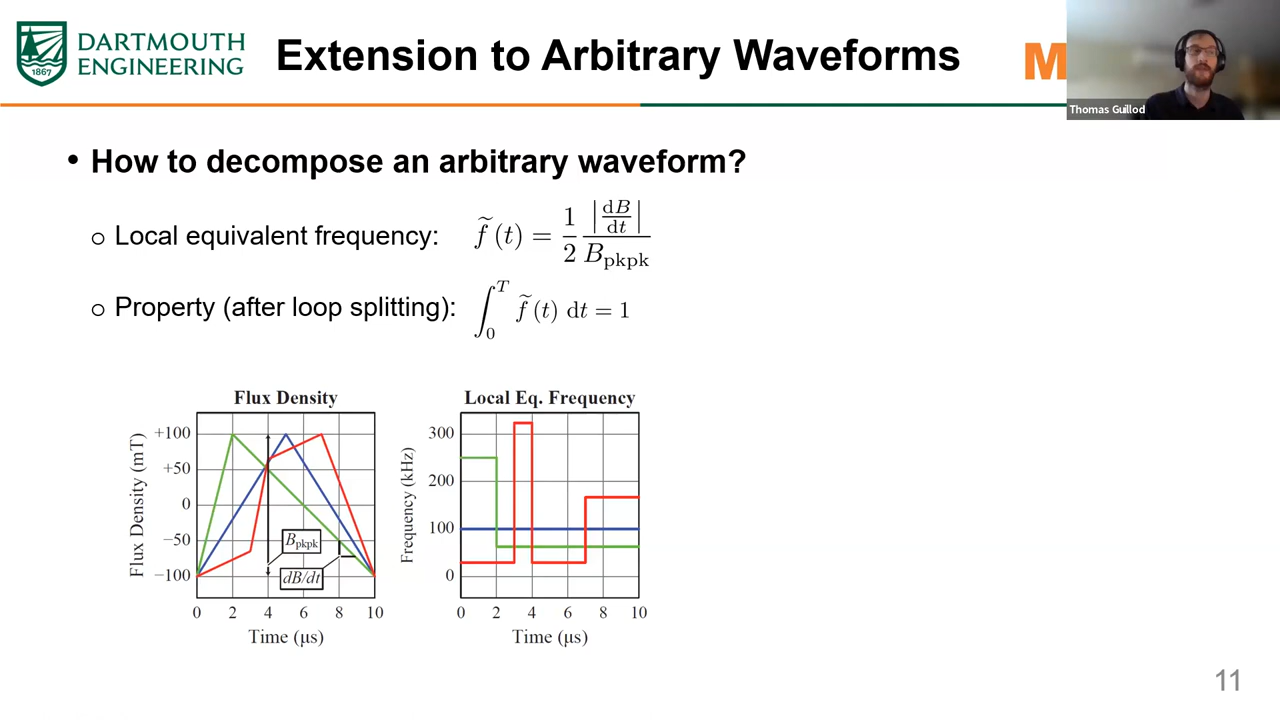 DARTMOUTH
ENGINEERING
1867
Extension to Arbitrary Waveforms
M
Thomas Guillod
• How to decompose an arbitrary waveform?
o Local equivalent frequency: f̃ (t) = 1/2 |dB/dt| / Bpkpk
o Property (after loop splitting): ∫₀ᵀ f̃ (t) dt = 1
Flux Density
Flux Density (mT)
+100
+50
0
−50
−100
Bpkpk
dB/dt
0 2 4 6 8 10
Time (μs)
Local Eq. Frequency
Frequency (kHz)
300
200
100
0
0 2 4 6 8 10
Time (μs)
11